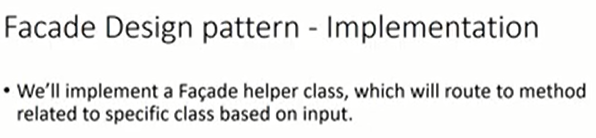 Facade Design pattern - Implementation
• We'll implement a Façade helper class, which will route to method
related to specific class based on input.